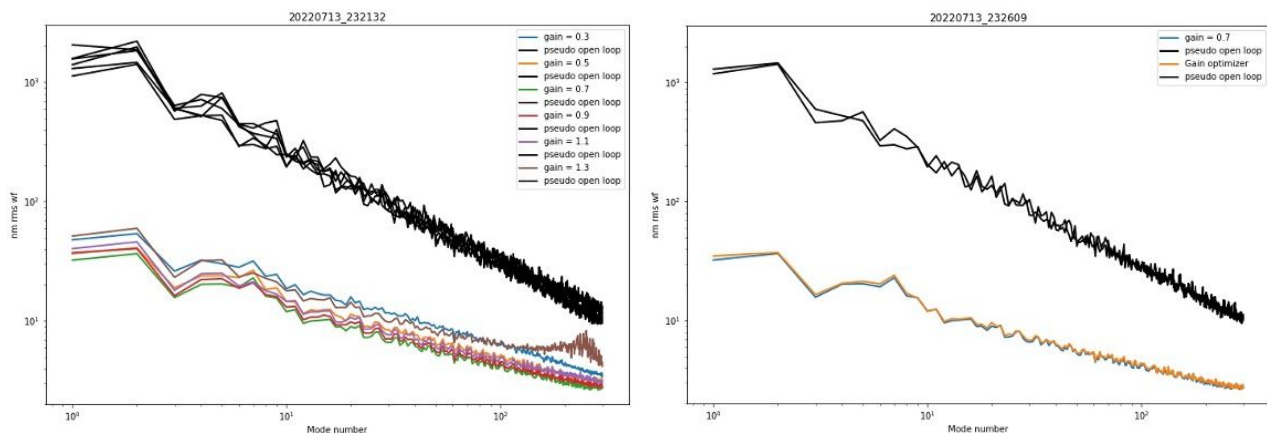 20220713_232132
gain = 0.3
pseudo open loop
gain = 0.5
pseudo open loop
gain = 0.7
pseudo open loop
gain = 0.9
pseudo open loop
gain = 1.1
pseudo open loop
gain = 1.3
pseudo open loop
10³
10²
10¹
nm rms wf
10⁰
10¹
10²
Mode number
20220713_232609
gain = 0.7
pseudo open loop
Gain optimizer
pseudo open loop
10³
10²
10¹
nm rms wf
10⁰
10¹
10²
Mode number